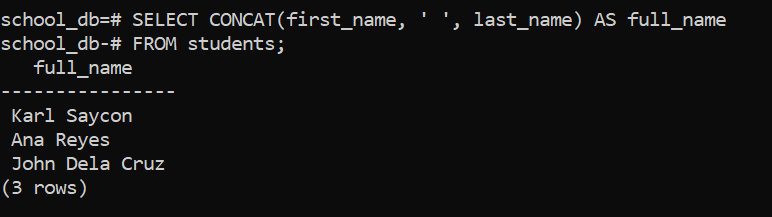 school_db=# SELECT CONCAT(first_name, ' ', last_name) AS full_name
school_db-# FROM students;
   full_name
----------------
 Karl Saycon
 Ana Reyes
 John Dela Cruz
(3 rows)